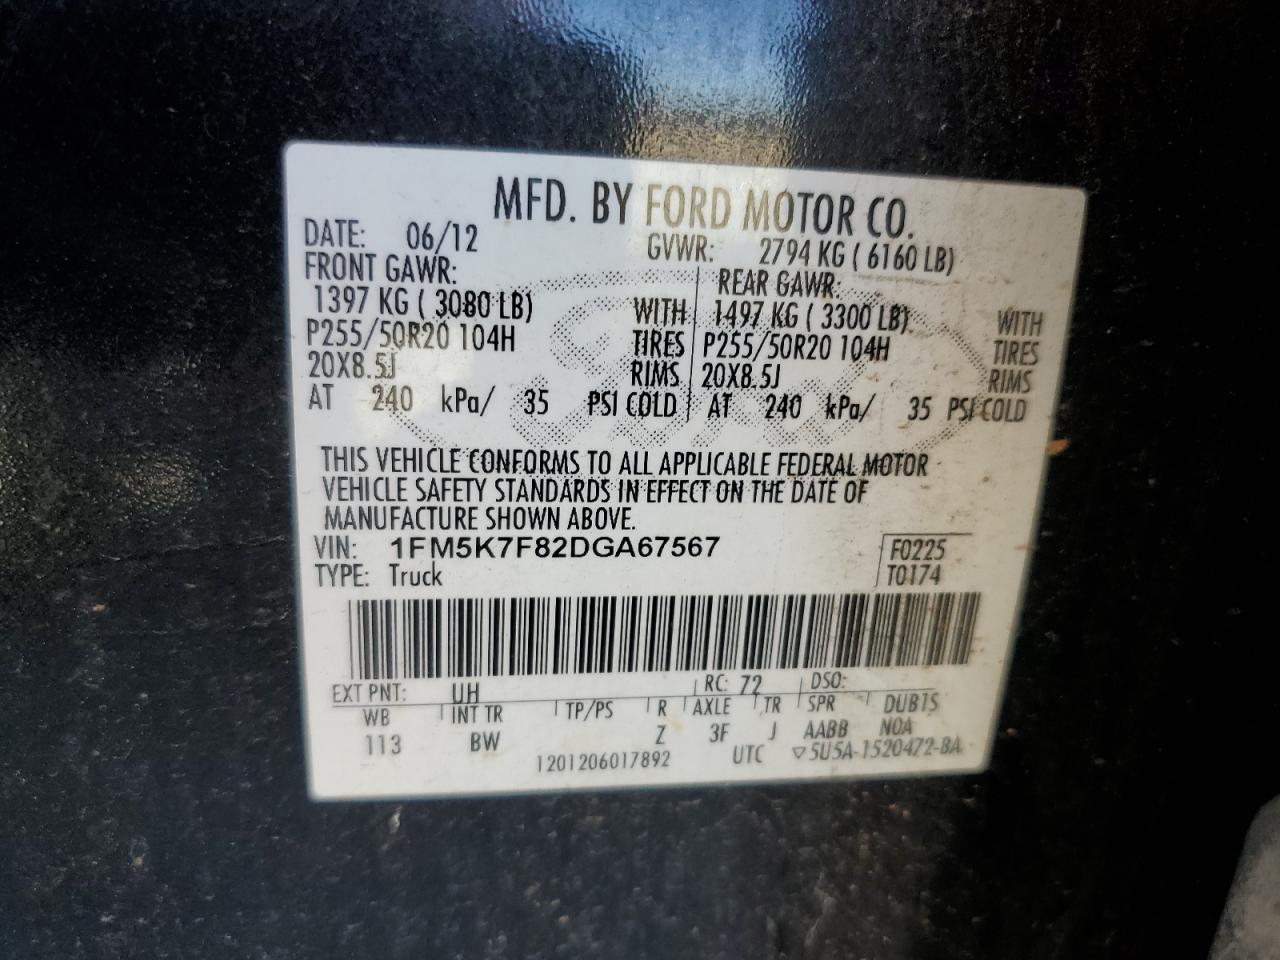 MFD. BY FORD MOTOR CO.
DATE: 06/12 GVWR: 2794 KG ( 6160 LB)
FRONT GAWR: REAR GAWR:
1397 KG ( 3080 LB) WITH 1497 KG ( 3300 LB) WITH
P255/50R20 104H TIRES P255/50R20 104H TIRES
20X8.5J RIMS 20X8.5J RIMS
AT 240 kPa/ 35 PSI COLD AT 240 kPa/ 35 PSI COLD
THIS VEHICLE CONFORMS TO ALL APPLICABLE FEDERAL MOTOR
VEHICLE SAFETY STANDARDS IN EFFECT ON THE DATE OF
MANUFACTURE SHOWN ABOVE.
VIN: 1FM5K7F82DGA67567 F0225
TYPE: Truck T0174
EXT PNT: UH RC: 72 DSO:
WB INT TR TP/PS R AXLE TR SPR DUB1S
113 BW Z 3F J AABB NOA
1201206017892 UTC ▽5U5A-1520472-BA